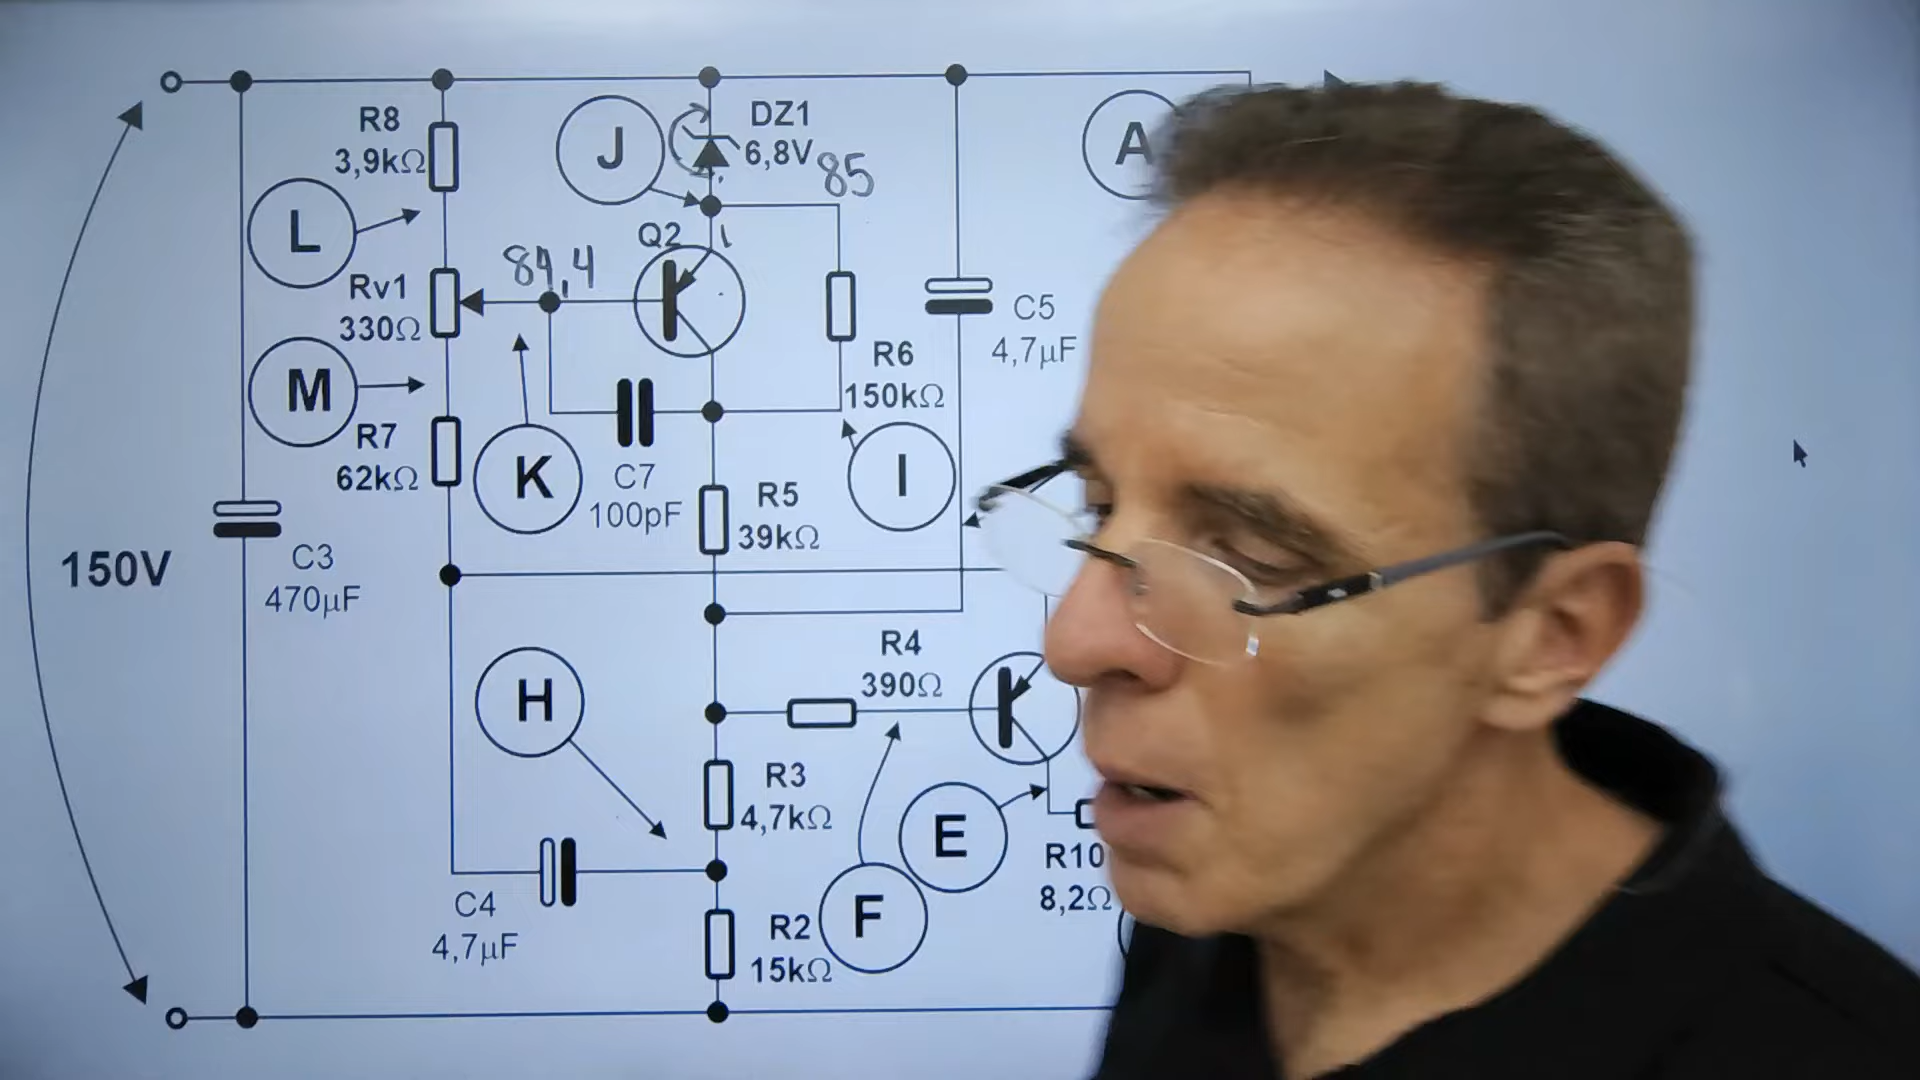 R8
3,9kΩ
J
DZ1
6,8V
85
A
L
Q2
84,4
Rv1
330Ω
C5
4,7µF
R6
150kΩ
M
R7
62kΩ
K
C7
100pF
I
R5
39kΩ
150V
C3
470µF
R4
390Ω
H
R3
4,7kΩ
E
R10
8,2Ω
C4
4,7µF
R2
15kΩ
F